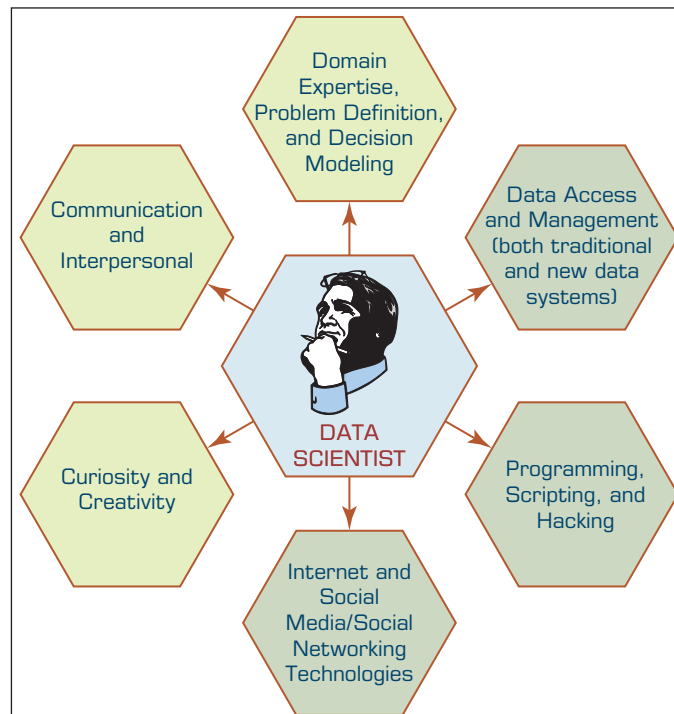 Domain
Expertise,
Problem Definition,
and Decision
Modeling
Communication
and
Interpersonal
Data Access
and Management
(both traditional
and new data
systems)
DATA
SCIENTIST
Curiosity and
Creativity
Programming,
Scripting, and
Hacking
Internet and
Social
Media/Social
Networking
Technologies